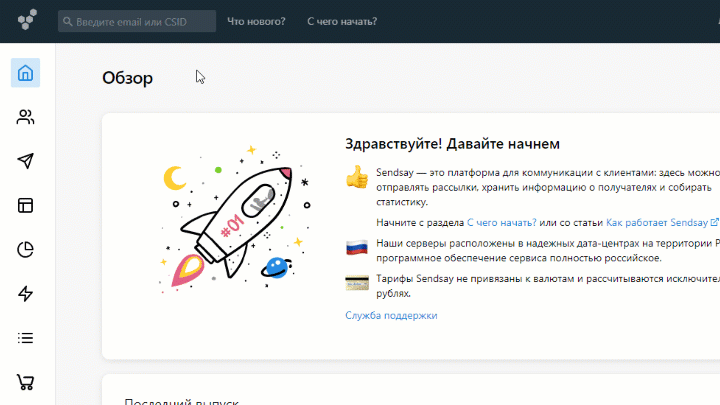 Введите email или CSID
Что нового?
С чего начать?
Обзор
#01
Здравствуйте! Давайте начнем
Sendsay — это платформа для коммуникации с клиентами: здесь можно
отправлять рассылки, хранить информацию о получателях и собирать
статистику.
Начните с раздела С чего начать? или со статьи Как работает Sendsay
Наши серверы расположены в надежных дата-центрах на территории
программное обеспечение сервиса полностью российское.
Тарифы Sendsay не привязаны к валютам и рассчитываются
рублях.
Служба поддержки
Последний выпуск